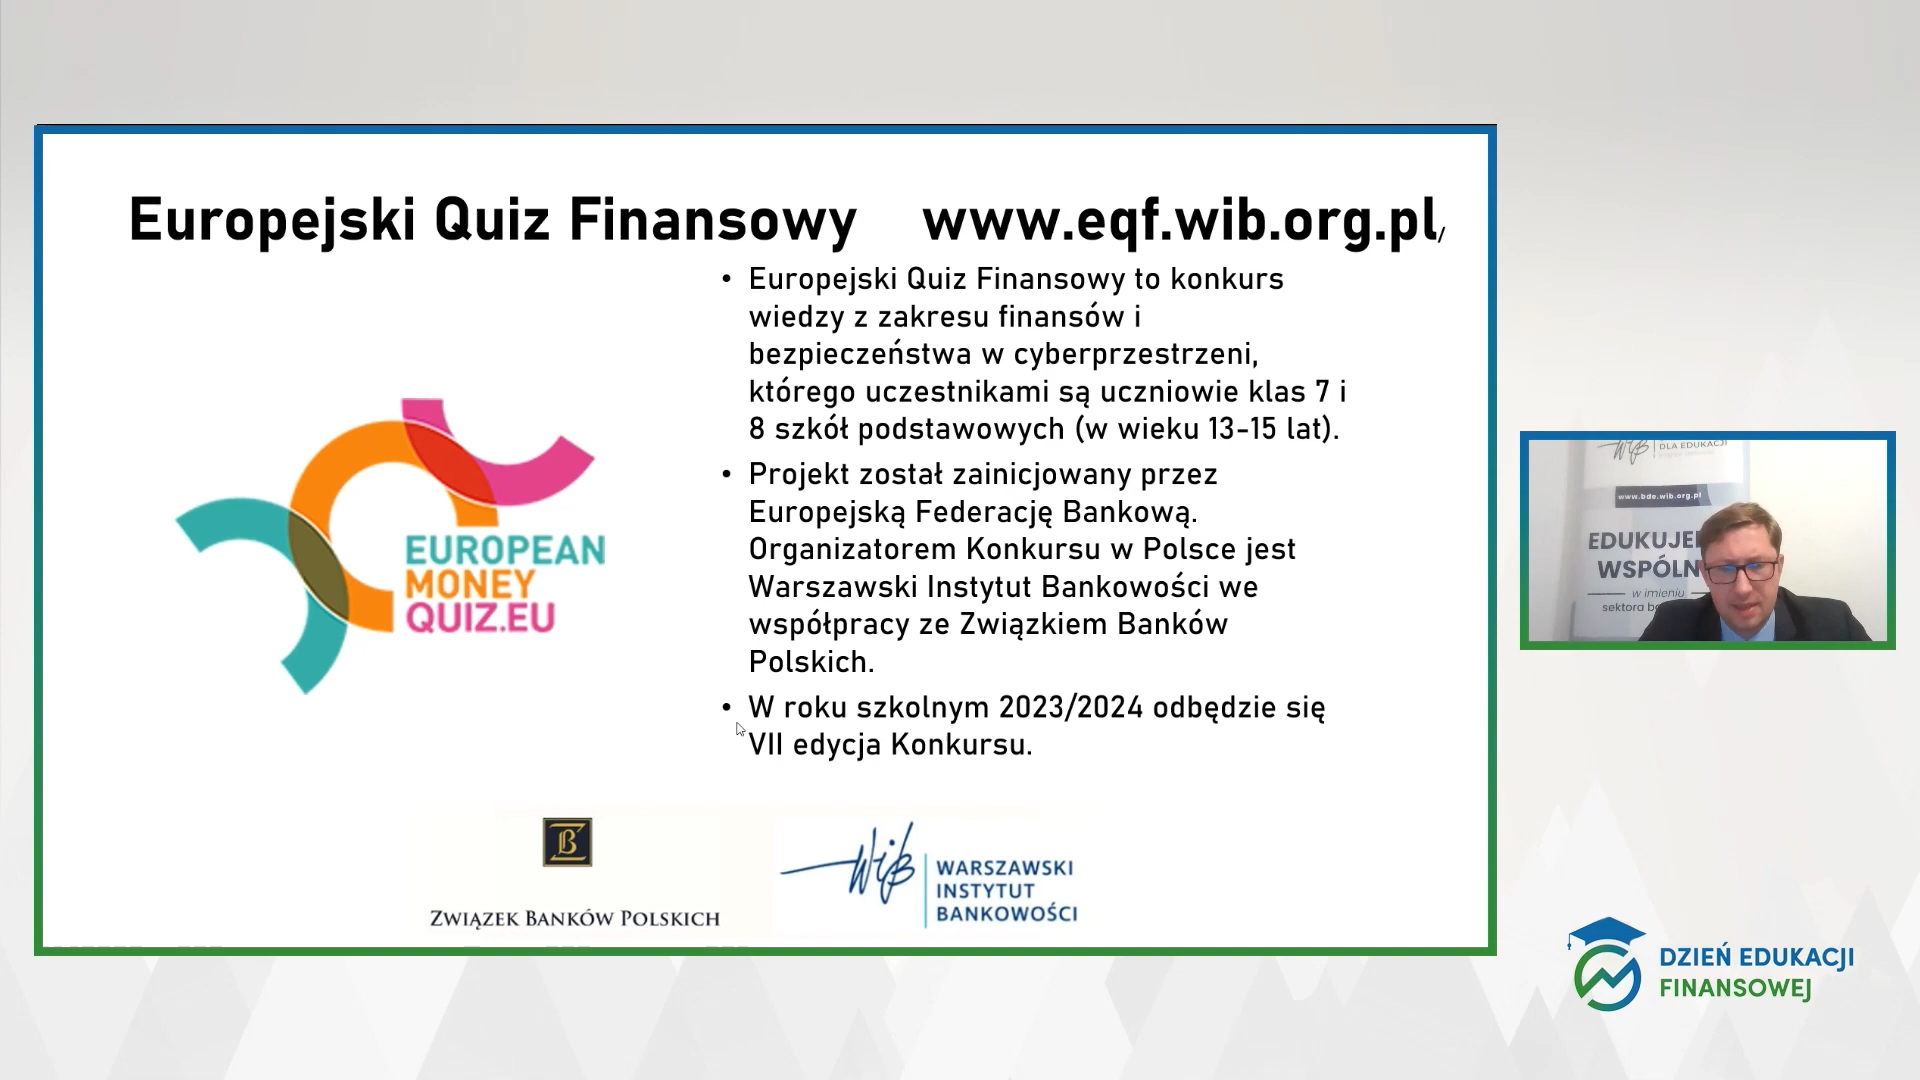 Europejski Quiz Finansowy www.eqf.wib.org.pl/
• Europejski Quiz Finansowy to konkurs
wiedzy z zakresu finansów i
bezpieczeństwa w cyberprzestrzeni,
którego uczestnikami są uczniowie klas 7 i
8 szkół podstawowych (w wieku 13-15 lat).
• Projekt został zainicjowany przez
Europejską Federację Bankową.
Organizatorem Konkursu w Polsce jest
Warszawski Instytut Bankowości we
współpracy ze Związkiem Banków
Polskich.
• W roku szkolnym 2023/2024 odbędzie się
VII edycja Konkursu.
EUROPEAN
MONEY
QUIZ.EU
ZWIĄZEK BANKÓW POLSKICH
WiB
WARSZAWSKI
INSTYTUT
BANKOWOŚCI
WiB
DLA EDUKACJI
www.bde.wib.org.pl
EDUKUJE
WSPÓLN
w imieniu
sektora
DZIEŃ EDUKACJI
FINANSOWEJ